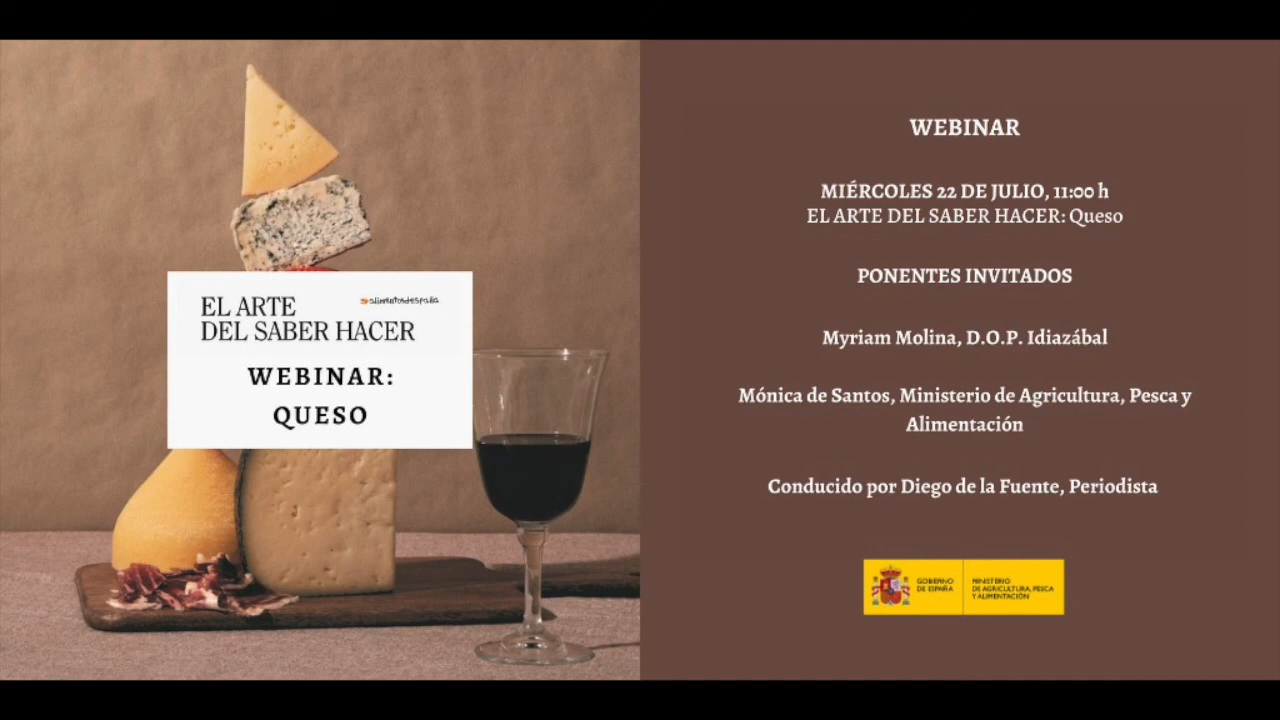 EL ARTE
DEL SABER HACER
alimentosdespaña
WEBINAR:
QUESO
WEBINAR
MIÉRCOLES 22 DE JULIO, 11:00 h
EL ARTE DEL SABER HACER: Queso
PONENTES INVITADOS
Myriam Molina, D.O.P. Idiazábal
Mónica de Santos, Ministerio de Agricultura, Pesca y
Alimentación
Conducido por Diego de la Fuente, Periodista
GOBIERNO
DE ESPAÑA
MINISTERIO
DE AGRICULTURA, PESCA
Y ALIMENTACIÓN